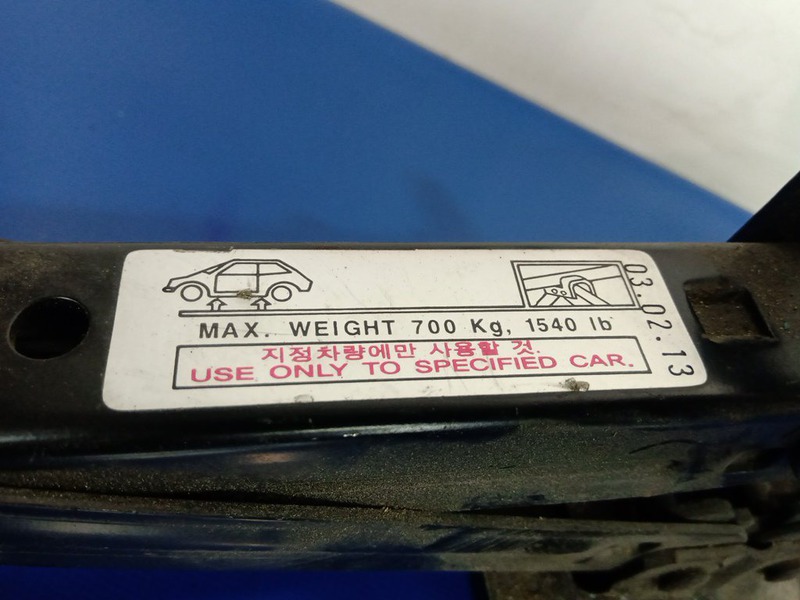 MAX. WEIGHT 700 Kg, 1540 lb
지정차량에만 사용할 것.
USE ONLY TO SPECIFIED CAR.
03.02.13